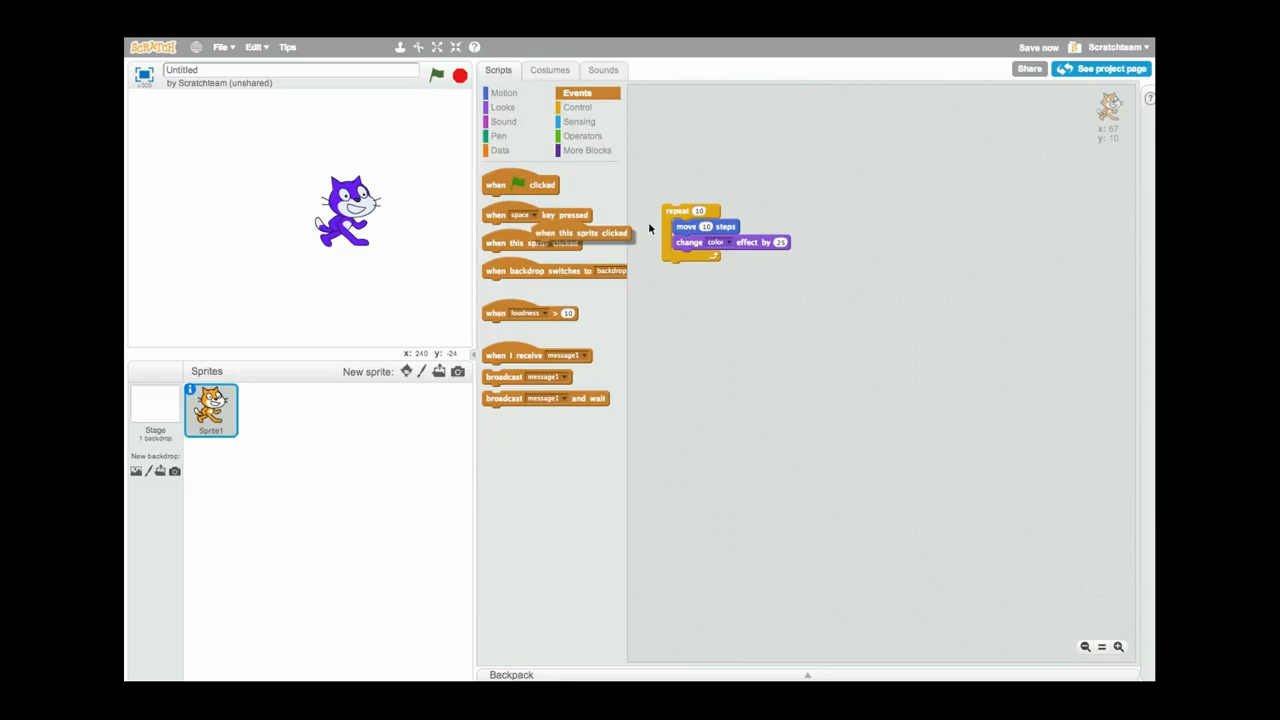 SCRATCH File Edit Tips Save now Scratchteam
Untitled
by Scratchteam (unshared)
Scripts Costumes Sounds
Share See project page
Motion Events
Looks Control
Sound Sensing
Pen Operators
Data More Blocks
x: 67
y: 10
when clicked
when space key pressed
when this sprite clicked
when this sprite clicked
when backdrop switches to backdrop
when loudness > 10
when I receive message1
broadcast message1
broadcast message1 and wait
repeat 10
move 10 steps
change color effect by 25
x: 240 y: -24
Sprites New sprite:
Sprite1
Stage
1 backdrop
New backdrop:
Backpack